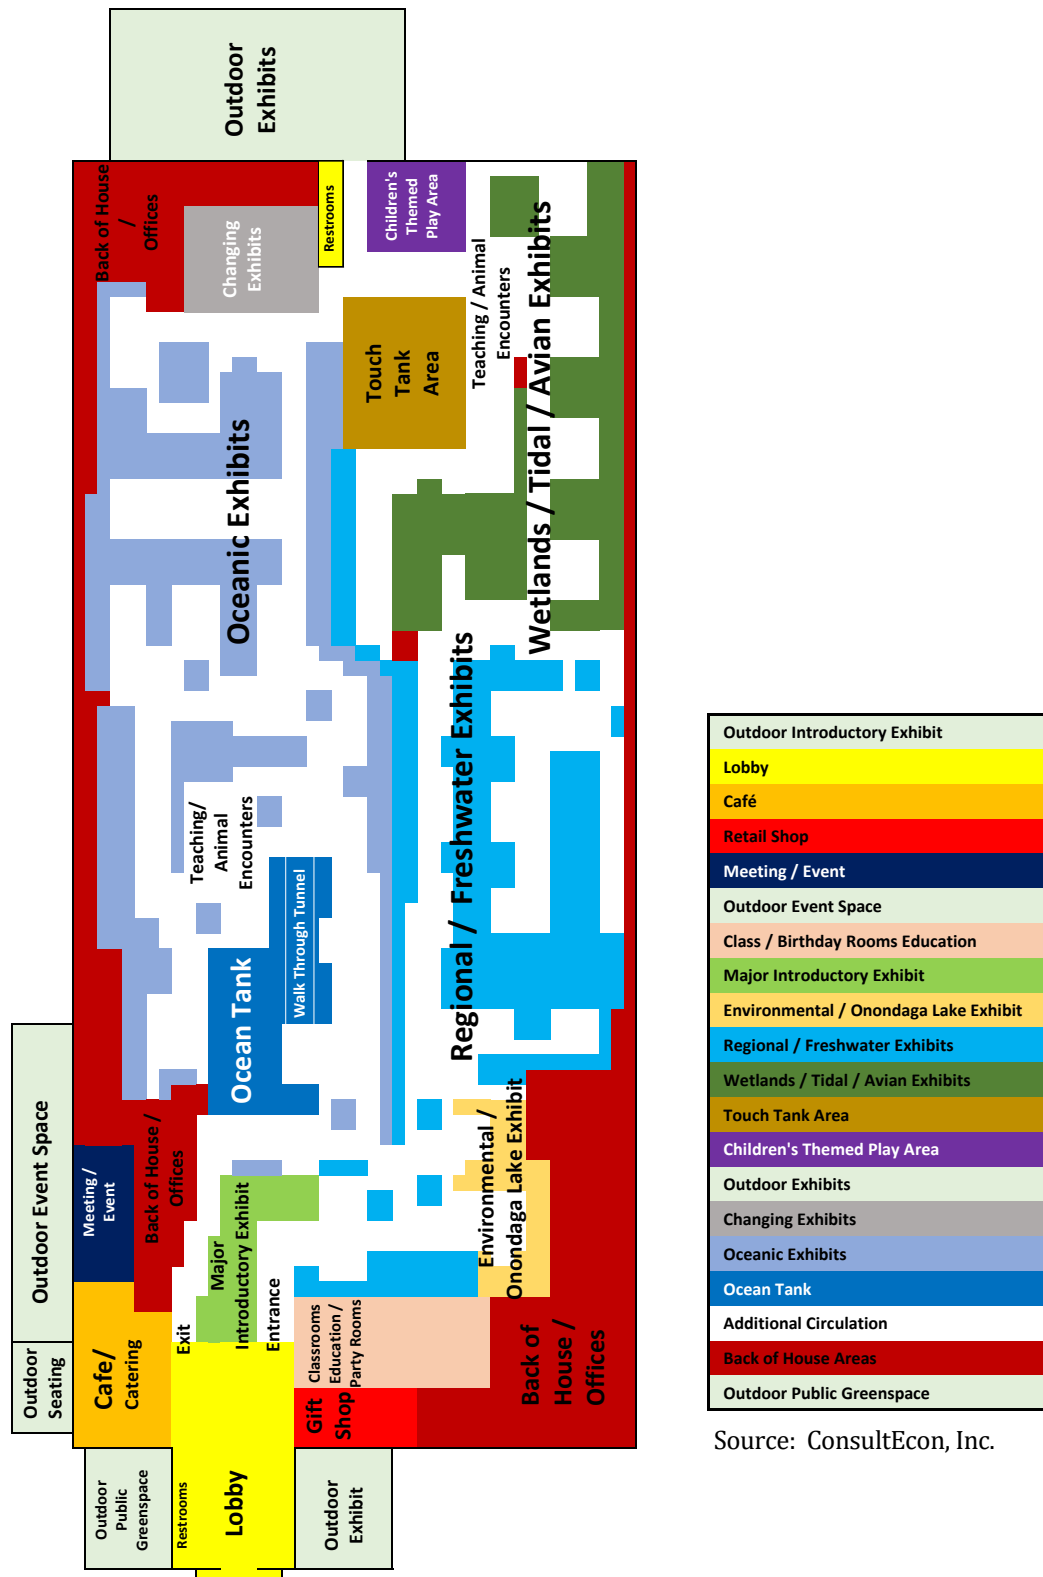 Outdoor
Exhibits
Back of House
/
Offices
Changing
Exhibits
Restrooms
Children's
Themed
Play Area
Teaching / Animal
Encounters
Touch
Tank
Area
Wetlands / Tidal / Avian Exhibits
Oceanic Exhibits
Regional / Freshwater Exhibits
Teaching/
Animal
Encounters
Walk Through Tunnel
Ocean Tank
Outdoor Event Space
Meeting /
Event
Back of House /
Offices
Major
Introductory Exhibit
Environmental /
Onondaga Lake Exhibit
Exit
Entrance
Classrooms
Education /
Party Rooms
Back of
House /
Offices
Outdoor
Seating
Cafe/
Catering
Gift
Shop
Outdoor
Public
Greenspace
Restrooms
Lobby
Outdoor
Exhibit
Outdoor Introductory Exhibit
Lobby
Café
Retail Shop
Meeting / Event
Outdoor Event Space
Class / Birthday Rooms Education
Major Introductory Exhibit
Environmental / Onondaga Lake Exhibit
Regional / Freshwater Exhibits
Wetlands / Tidal / Avian Exhibits
Touch Tank Area
Children's Themed Play Area
Outdoor Exhibits
Changing Exhibits
Oceanic Exhibits
Ocean Tank
Additional Circulation
Back of House Areas
Outdoor Public Greenspace
Source: ConsultEcon, Inc.